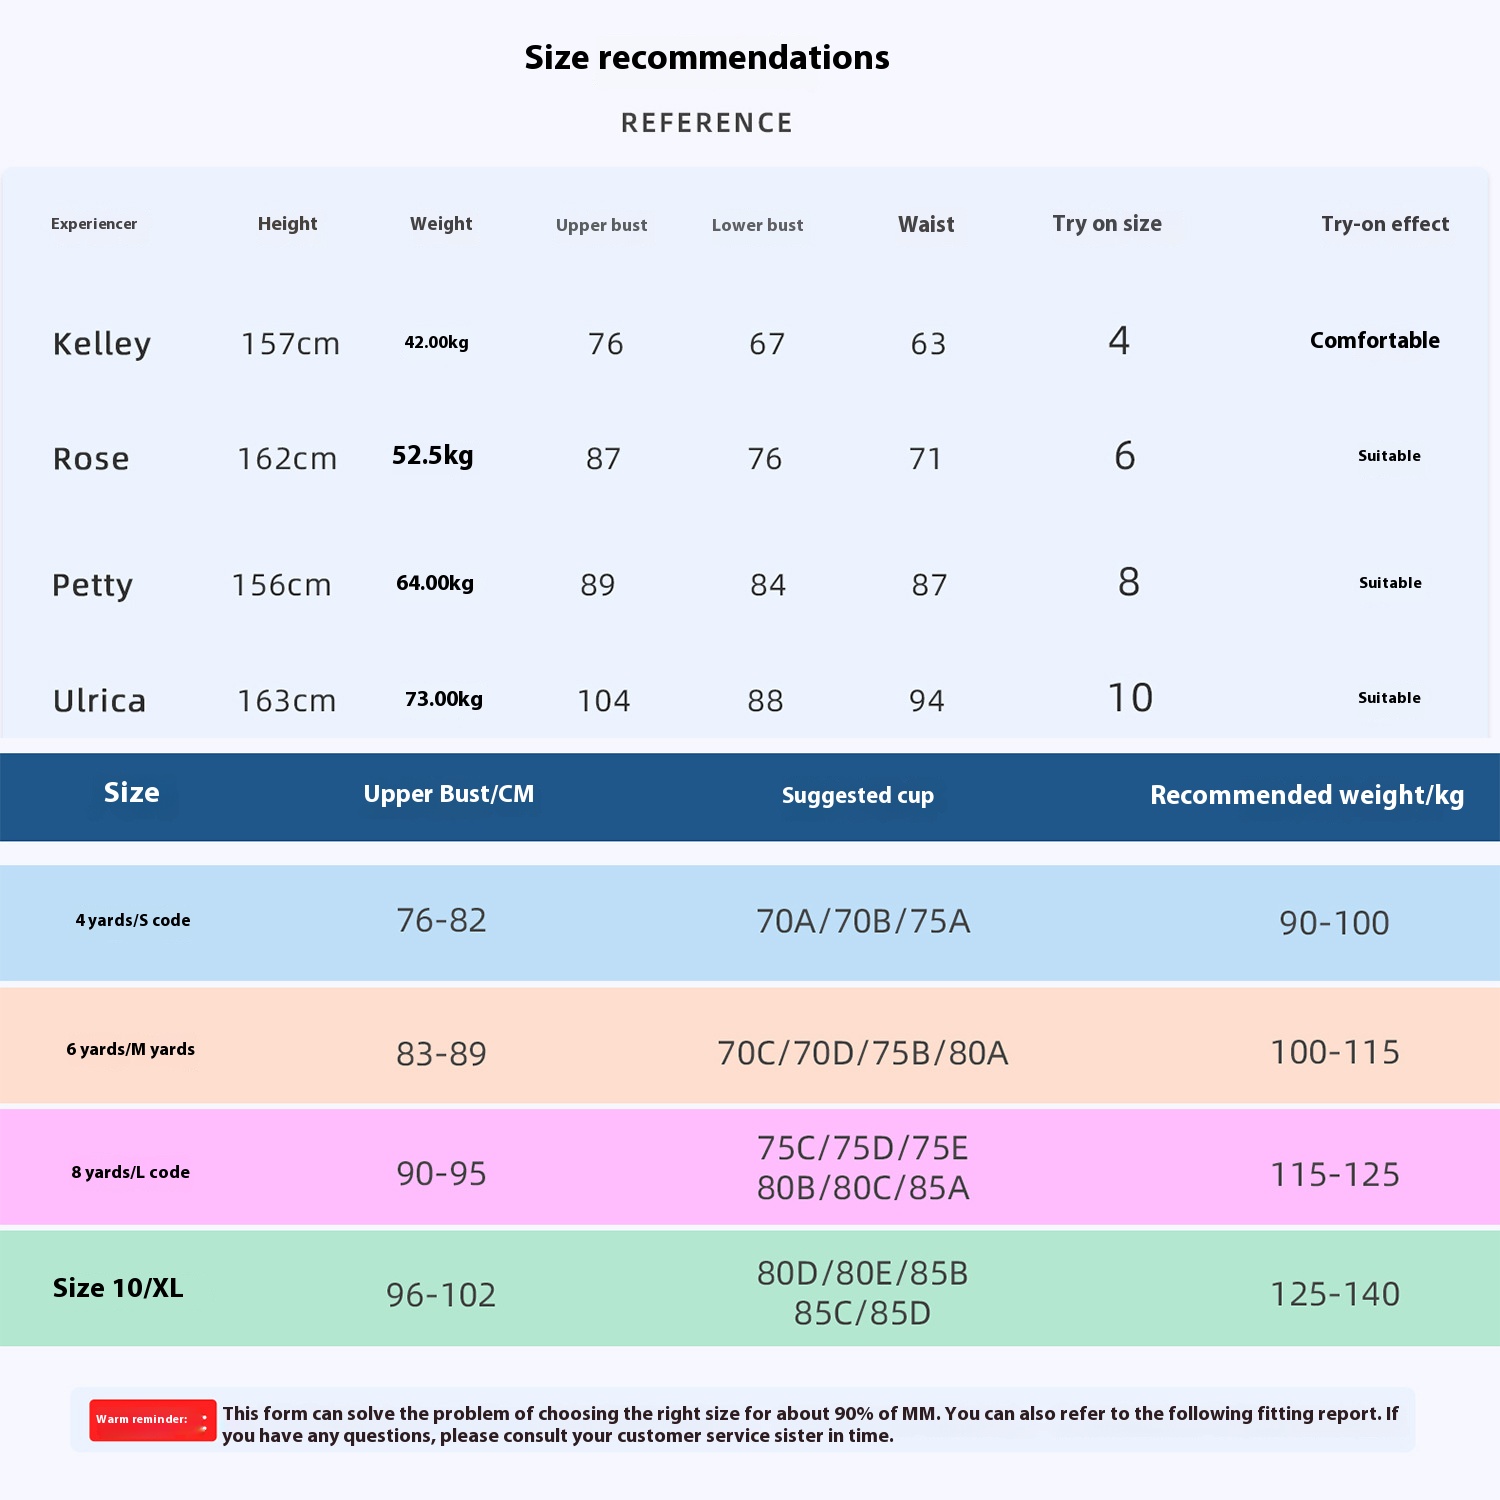 Size recommendations
REFERENCE
Experiencer Height Weight Upper bust Lower bust Waist Try on size Try-on effect
Kelley 157cm 42.00kg 76 67 63 4 Comfortable
Rose 162cm 52.5kg 87 76 71 6 Suitable
Petty 156cm 64.00kg 89 84 87 8 Suitable
Ulrica 163cm 73.00kg 104 88 94 10 Suitable
Size Upper Bust/CM Suggested cup Recommended weight/kg
4 yards/S code 76-82 70A/70B/75A 90-100
6 yards/M yards 83-89 70C/70D/75B/80A 100-115
8 yards/L code 90-95 75C/75D/75E 115-125
80B/80C/85A
Size 10/XL 96-102 80D/80E/85B 125-140
85C/85D
Warm reminder: This form can solve the problem of choosing the right size for about 90% of MM. You can also refer to the following fitting report. If
you have any questions, please consult your customer service sister in time.